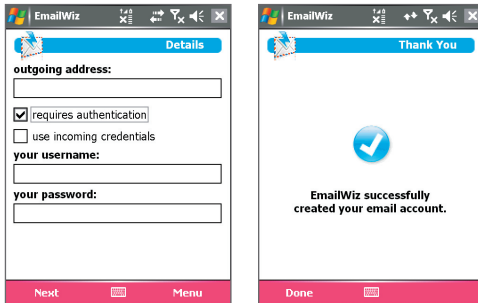 EmailWiz
Details
outgoing address:
requires authentication
use incoming credentials
your username:
your password:
Next
Menu
EmailWiz
Thank You
EmailWiz successfully
created your email account.
Done